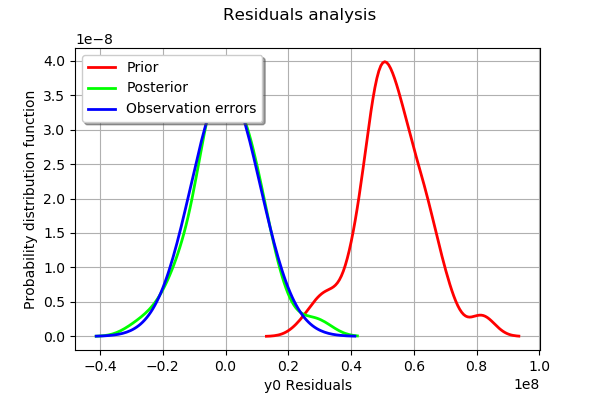 Residuals analysis
1e−8
4.0
3.5
3.0
2.5
2.0
1.5
1.0
0.5
0.0
Probability distribution function
Prior
Posterior
Observation errors
−0.4 −0.2 0.0 0.2 0.4 0.6 0.8 1.0
y0 Residuals
1e8